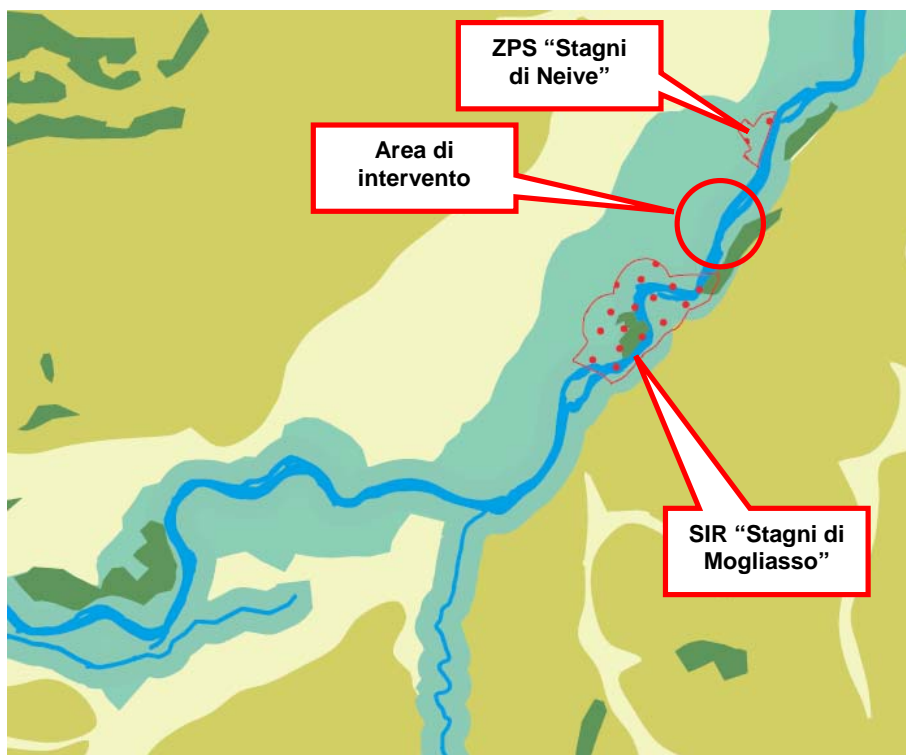 ZPS “Stagni
di Neive”
Area di
intervento
SIR “Stagni di
Mogliasso”